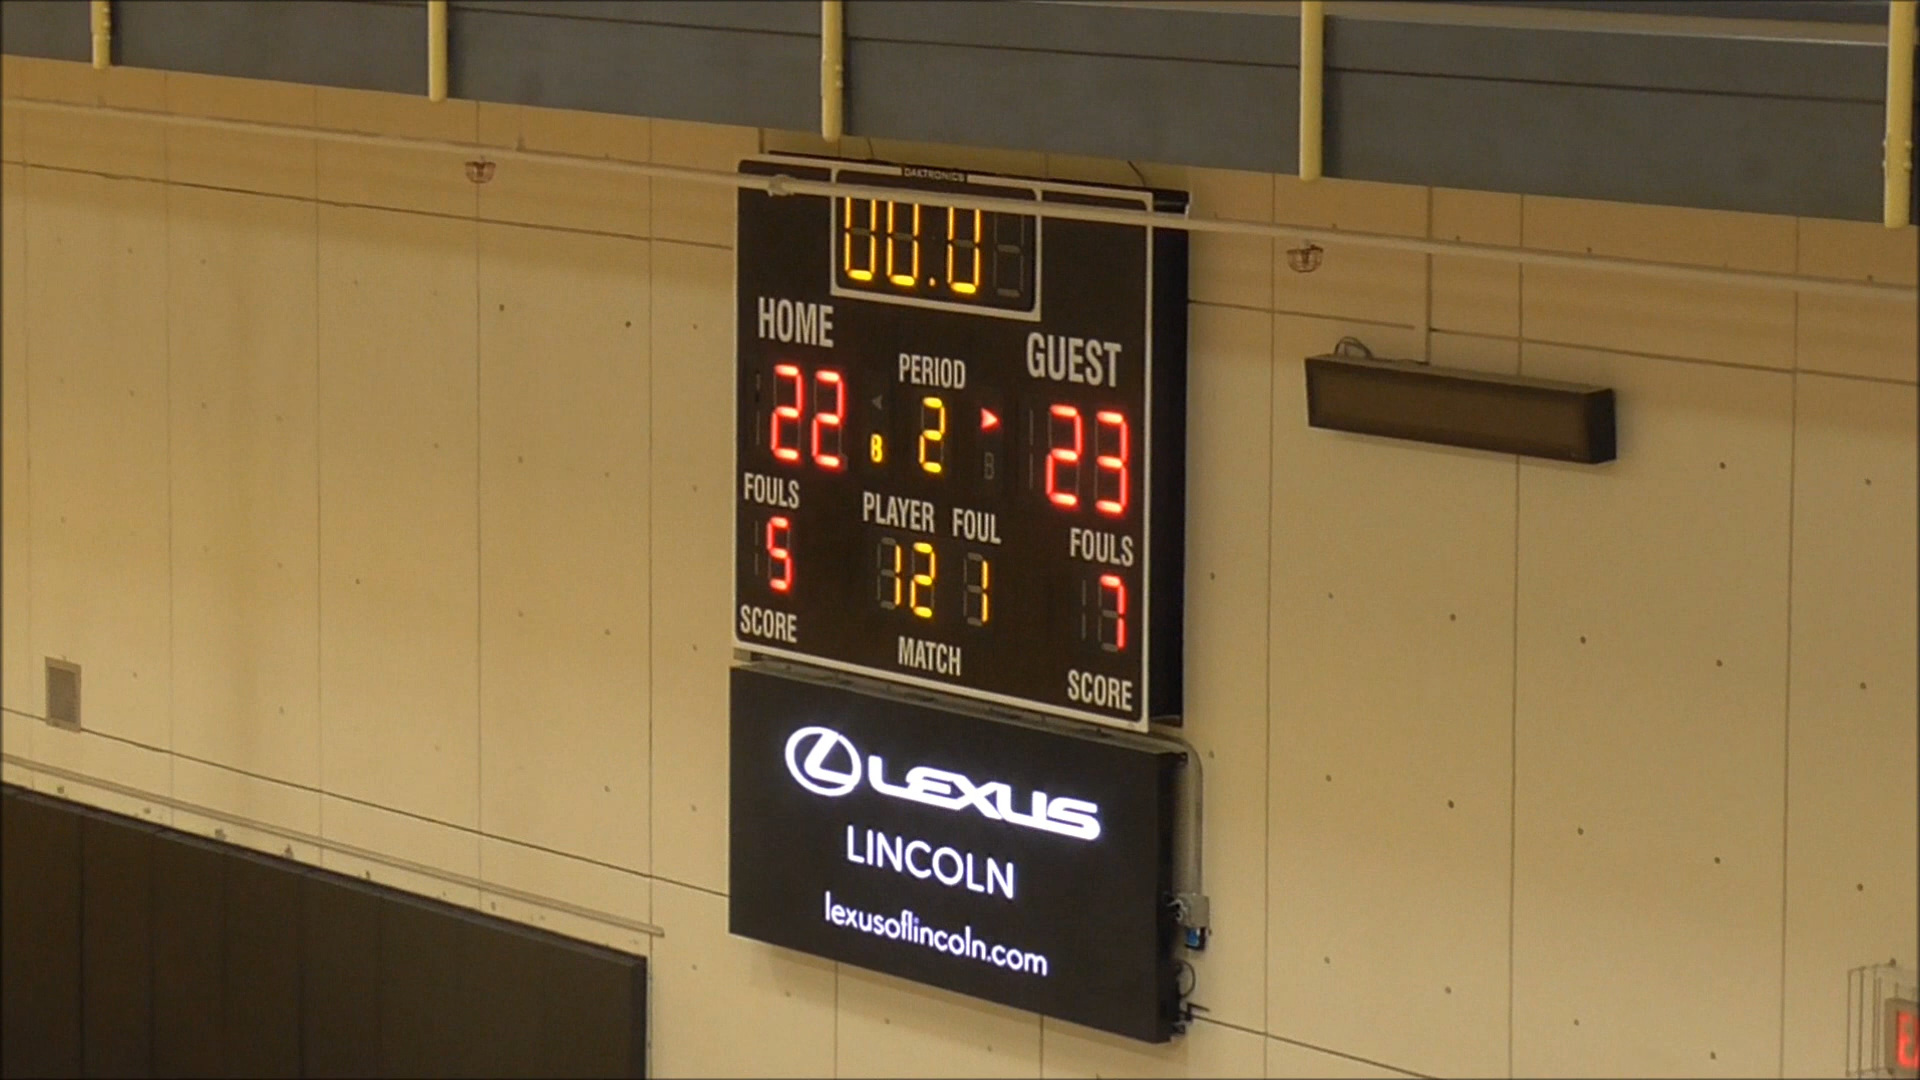 DAKTRONICS
00.0
HOME
GUEST
PERIOD
22
2
23
B
B
FOULS
PLAYER FOUL
FOULS
5
12 1
7
SCORE
MATCH
SCORE
LEXUS
LINCOLN
lexusoflincoln.com